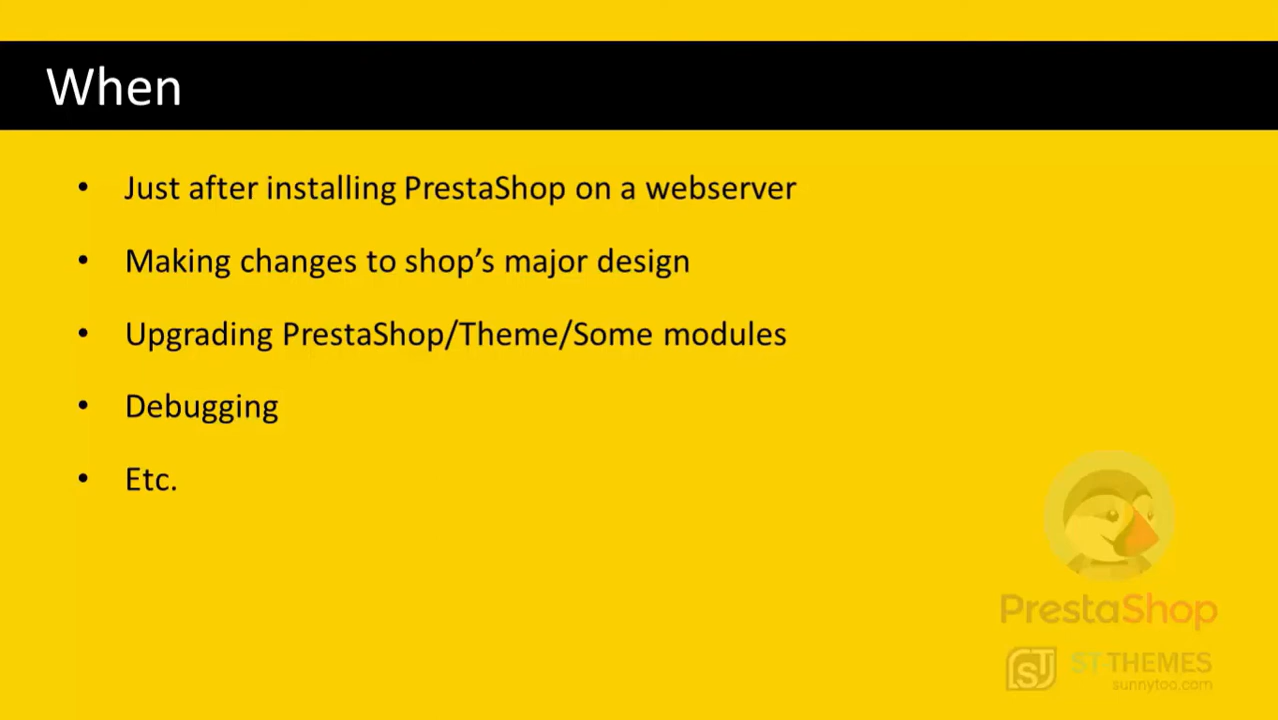 When
• Just after installing PrestaShop on a webserver
• Making changes to shop’s major design
• Upgrading PrestaShop/Theme/Some modules
• Debugging
• Etc.
PrestaShop
ST THEMES
sunnytoo.com